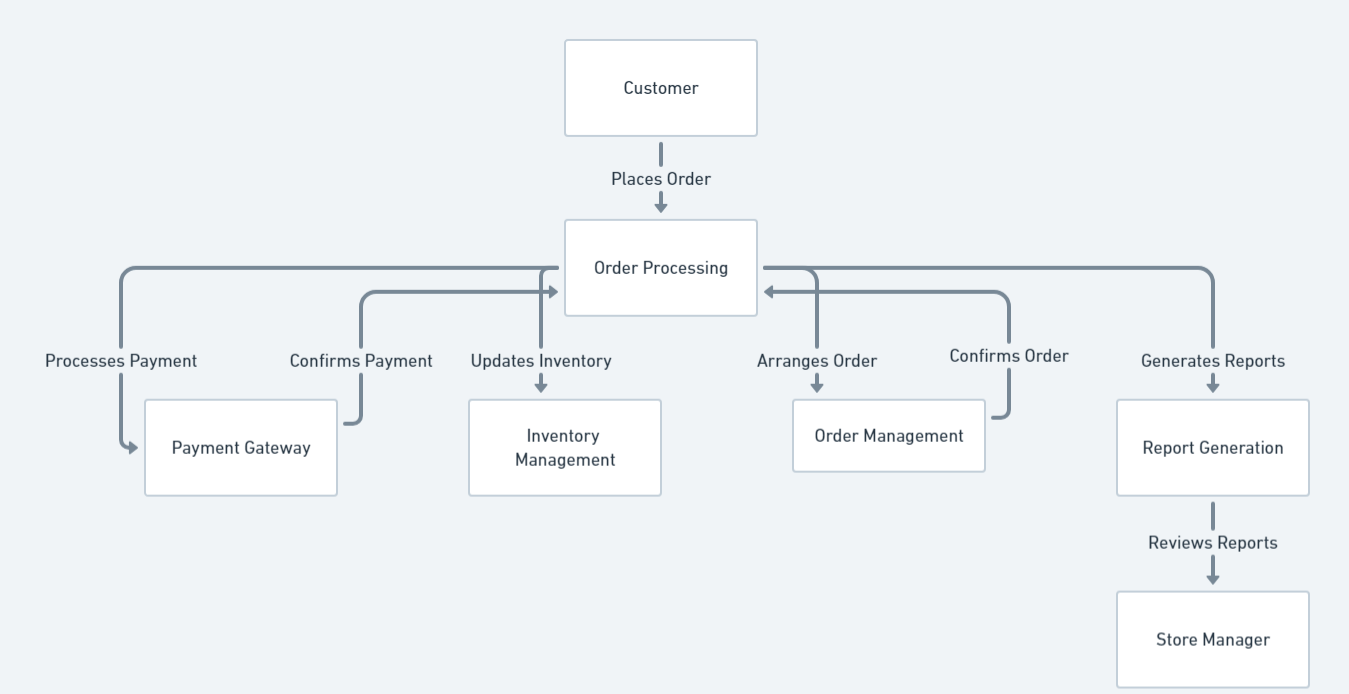 Customer
Places Order
Order Processing
Processes Payment
Confirms Payment
Updates Inventory
Arranges Order
Confirms Order
Generates Reports
Payment Gateway
Inventory
Management
Order Management
Report Generation
Reviews Reports
Store Manager